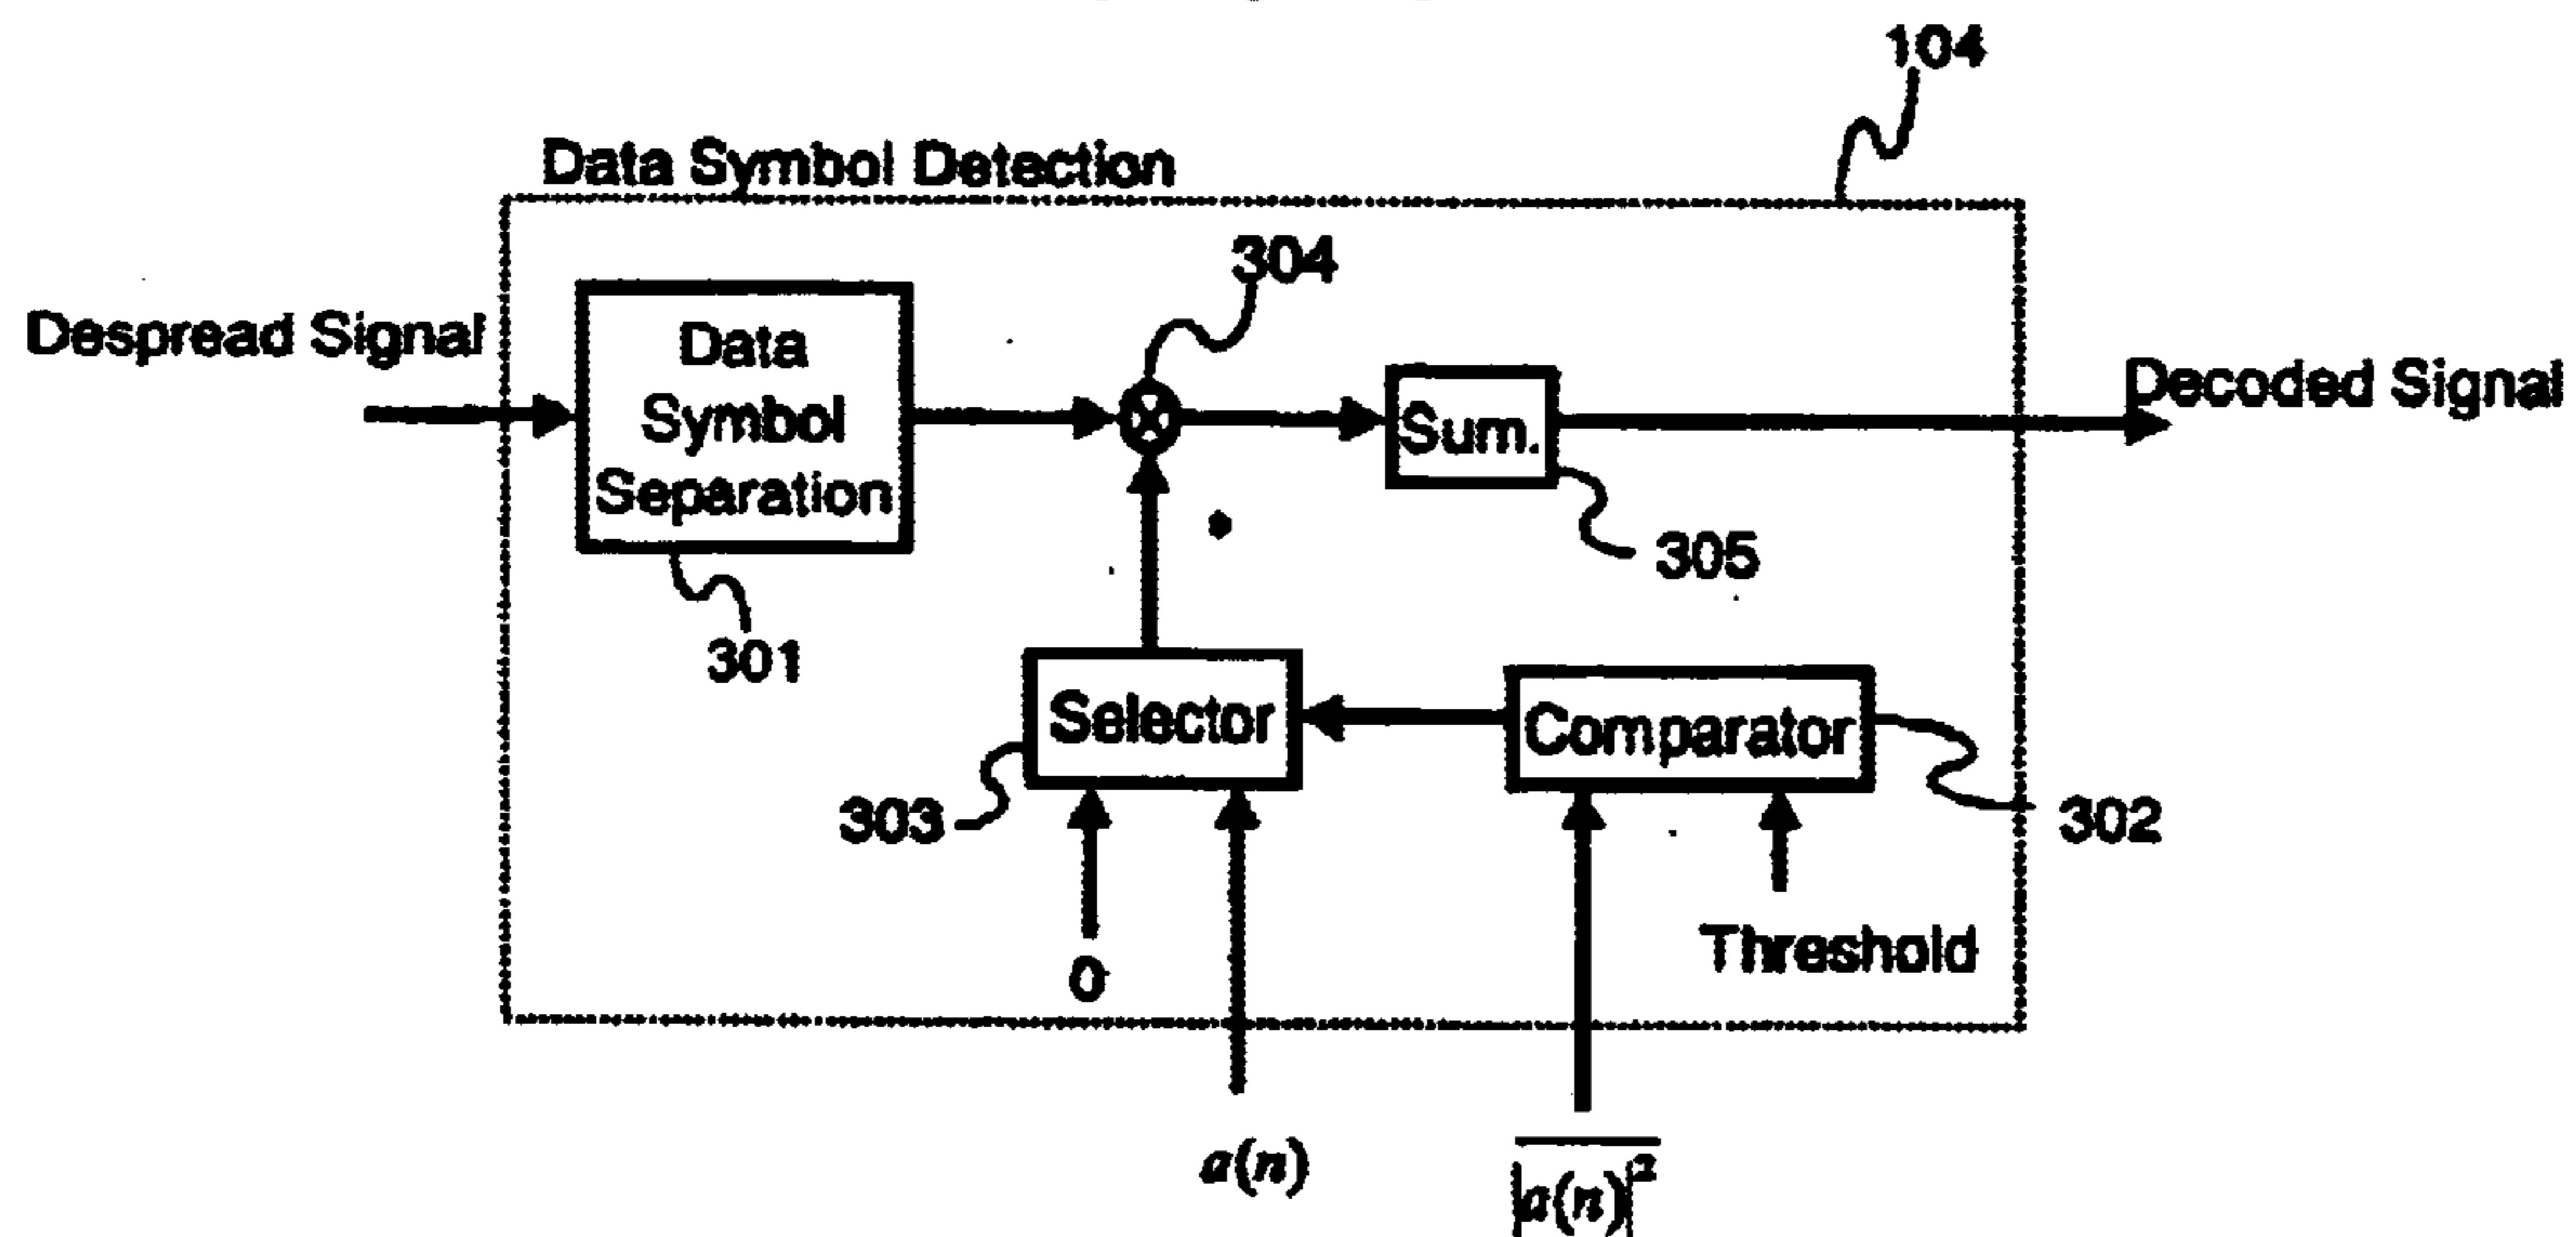 104
Data Symbol Detection
304
Despread Signal
Data
Symbol
Separation
Decoded Signal
Sum.
305
301
Selector
Comparator
303
302
0
Threshold
a(n)
|a(n)|²